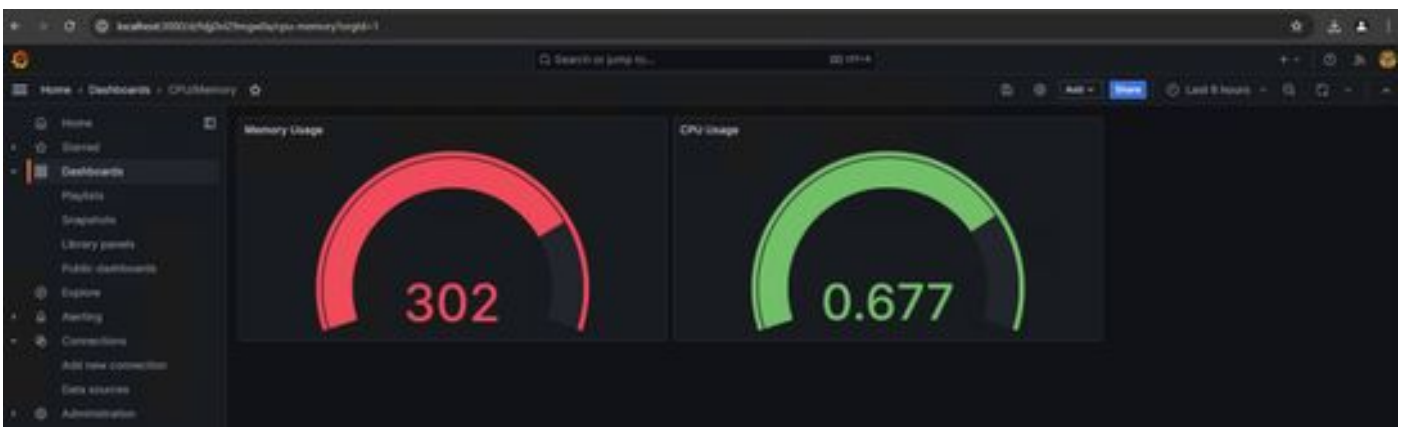 Search or jump to...
Home Dashboards CPU/Memory
Add
Share
Last 6 hours
Home
Starred
Dashboards
Playlists
Snapshots
Library panels
Public dashboards
Explore
Alerting
Connections
Add new connection
Data sources
Administration
Memory Usage
302
CPU Usage
0.677